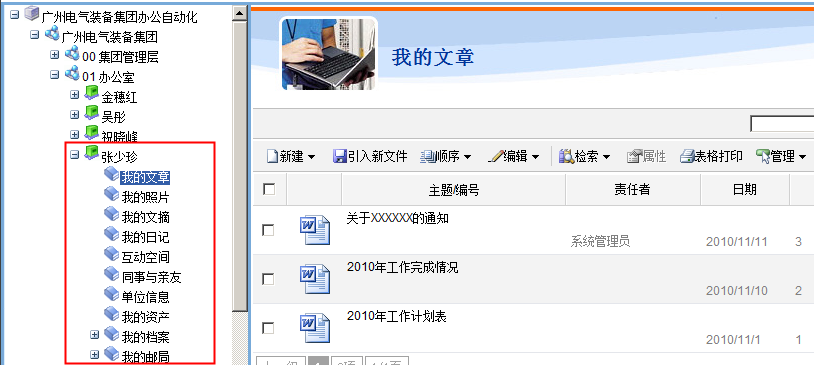 广州电气装备集团办公自动化
广州电气装备集团
00 集团管理层
01 办公室
金穗红
吴彤
祝晓峰
张少珍
我的文章
我的照片
我的文摘
我的日记
互动空间
同事与亲友
单位信息
我的资产
我的档案
我的邮局
我的文章
新建 引入新文件 顺序 编辑 检索 属性 表格打印 管理
主题/编号 责任者 日期
关于XXXXXX的通知
系统管理员 2010/11/11 3
2010年工作完成情况
2010/11/10 2
2010年工作计划表
2010/11/1 1